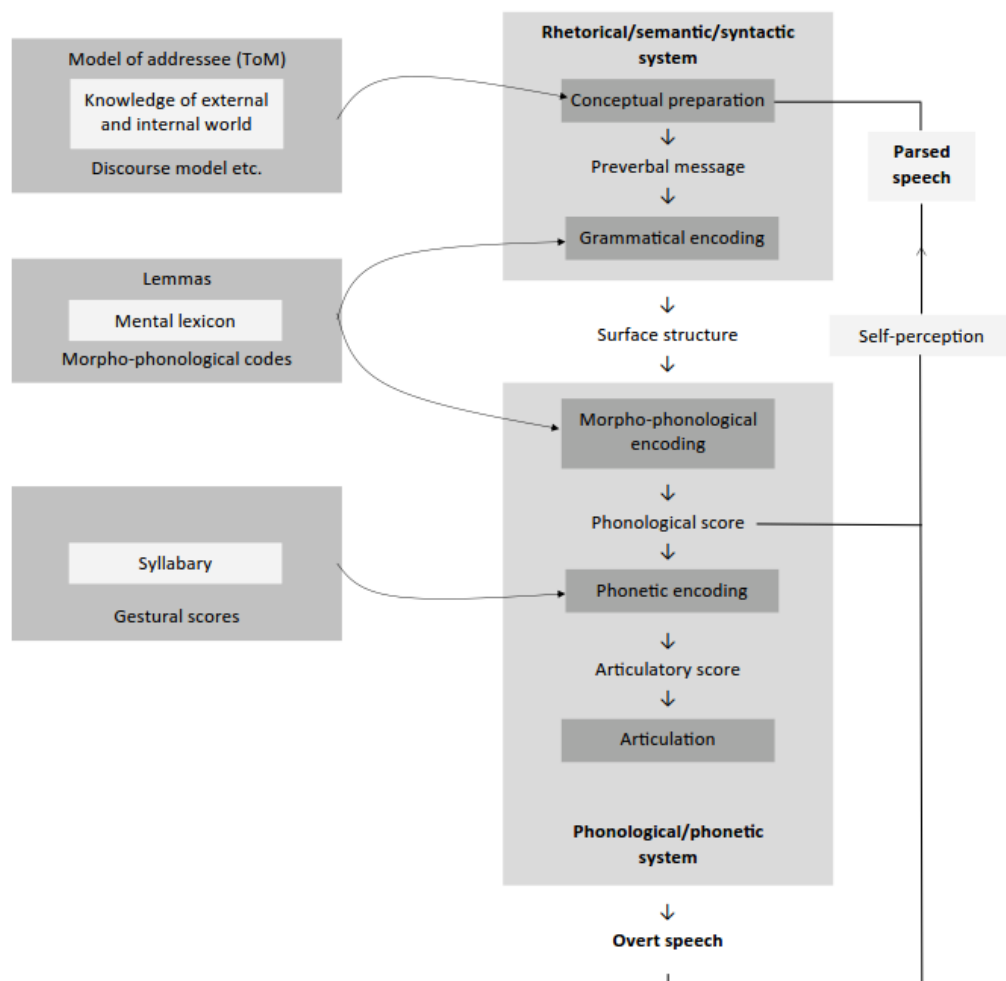 Model of addressee (ToM)
Knowledge of external
and internal world
Discourse model etc.
Rhetorical/semantic/syntactic
system
Conceptual preparation
Preverbal message
Grammatical encoding
Parsed
speech
Lemmas
Mental lexicon
Morpho-phonological codes
Surface structure
Self-perception
Morpho-phonological
encoding
Phonological score
Syllabary
Gestural scores
Phonetic encoding
Articulatory score
Articulation
Phonological/phonetic
system
Overt speech